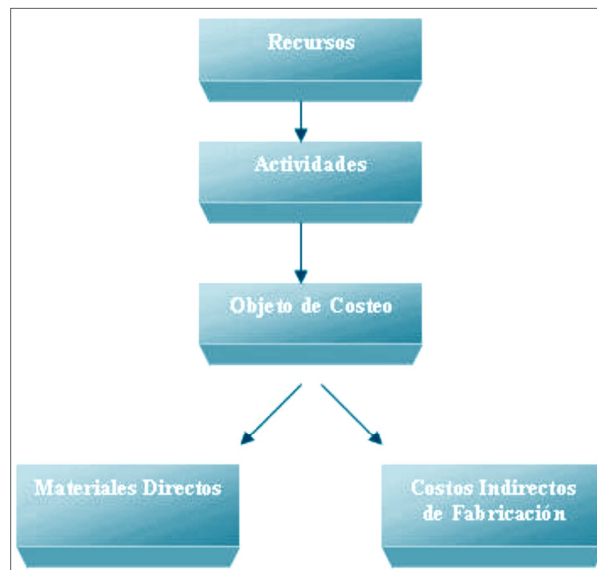 Recursos
Actividades
Objeto de Costeo
Materiales Directos
Costos Indirectos
de Fabricación